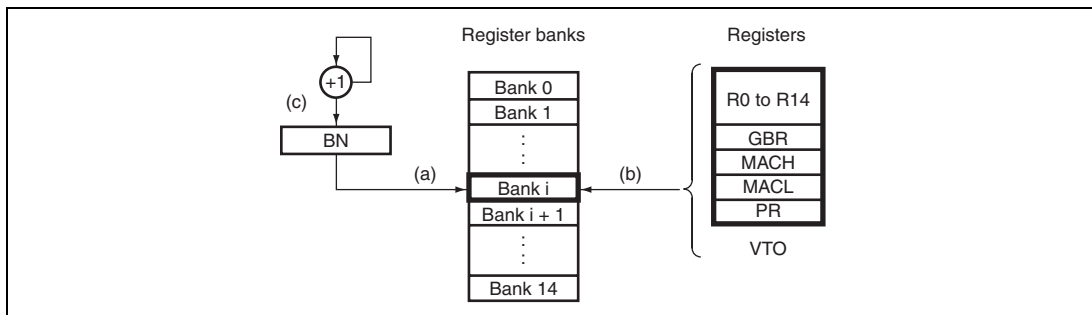 Register banks
Registers
+1
(c)
BN
(a)
Bank 0
Bank 1
Bank i
Bank i + 1
Bank 14
(b)
R0 to R14
GBR
MACH
MACL
PR
VTO